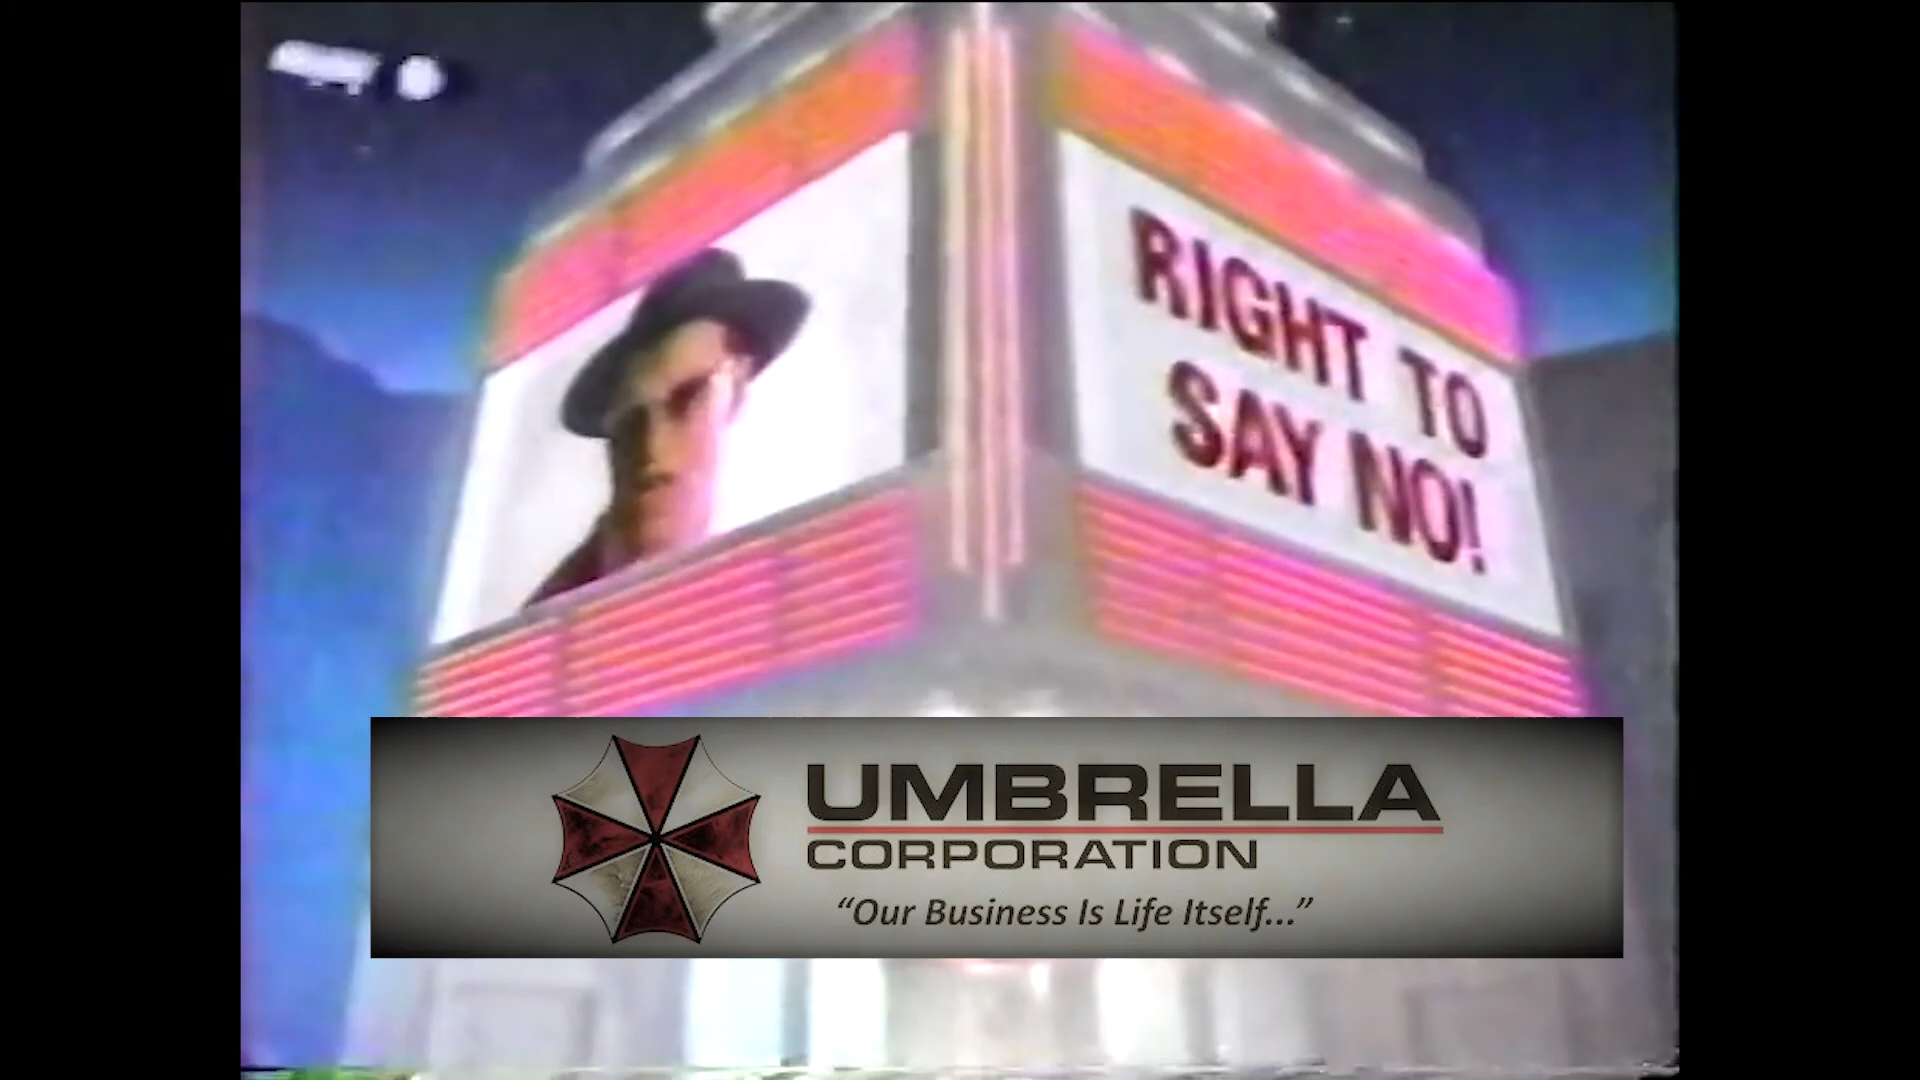 RIGHT TO
SAY NO!
UMBRELLA
CORPORATION
“Our Business Is Life Itself...”